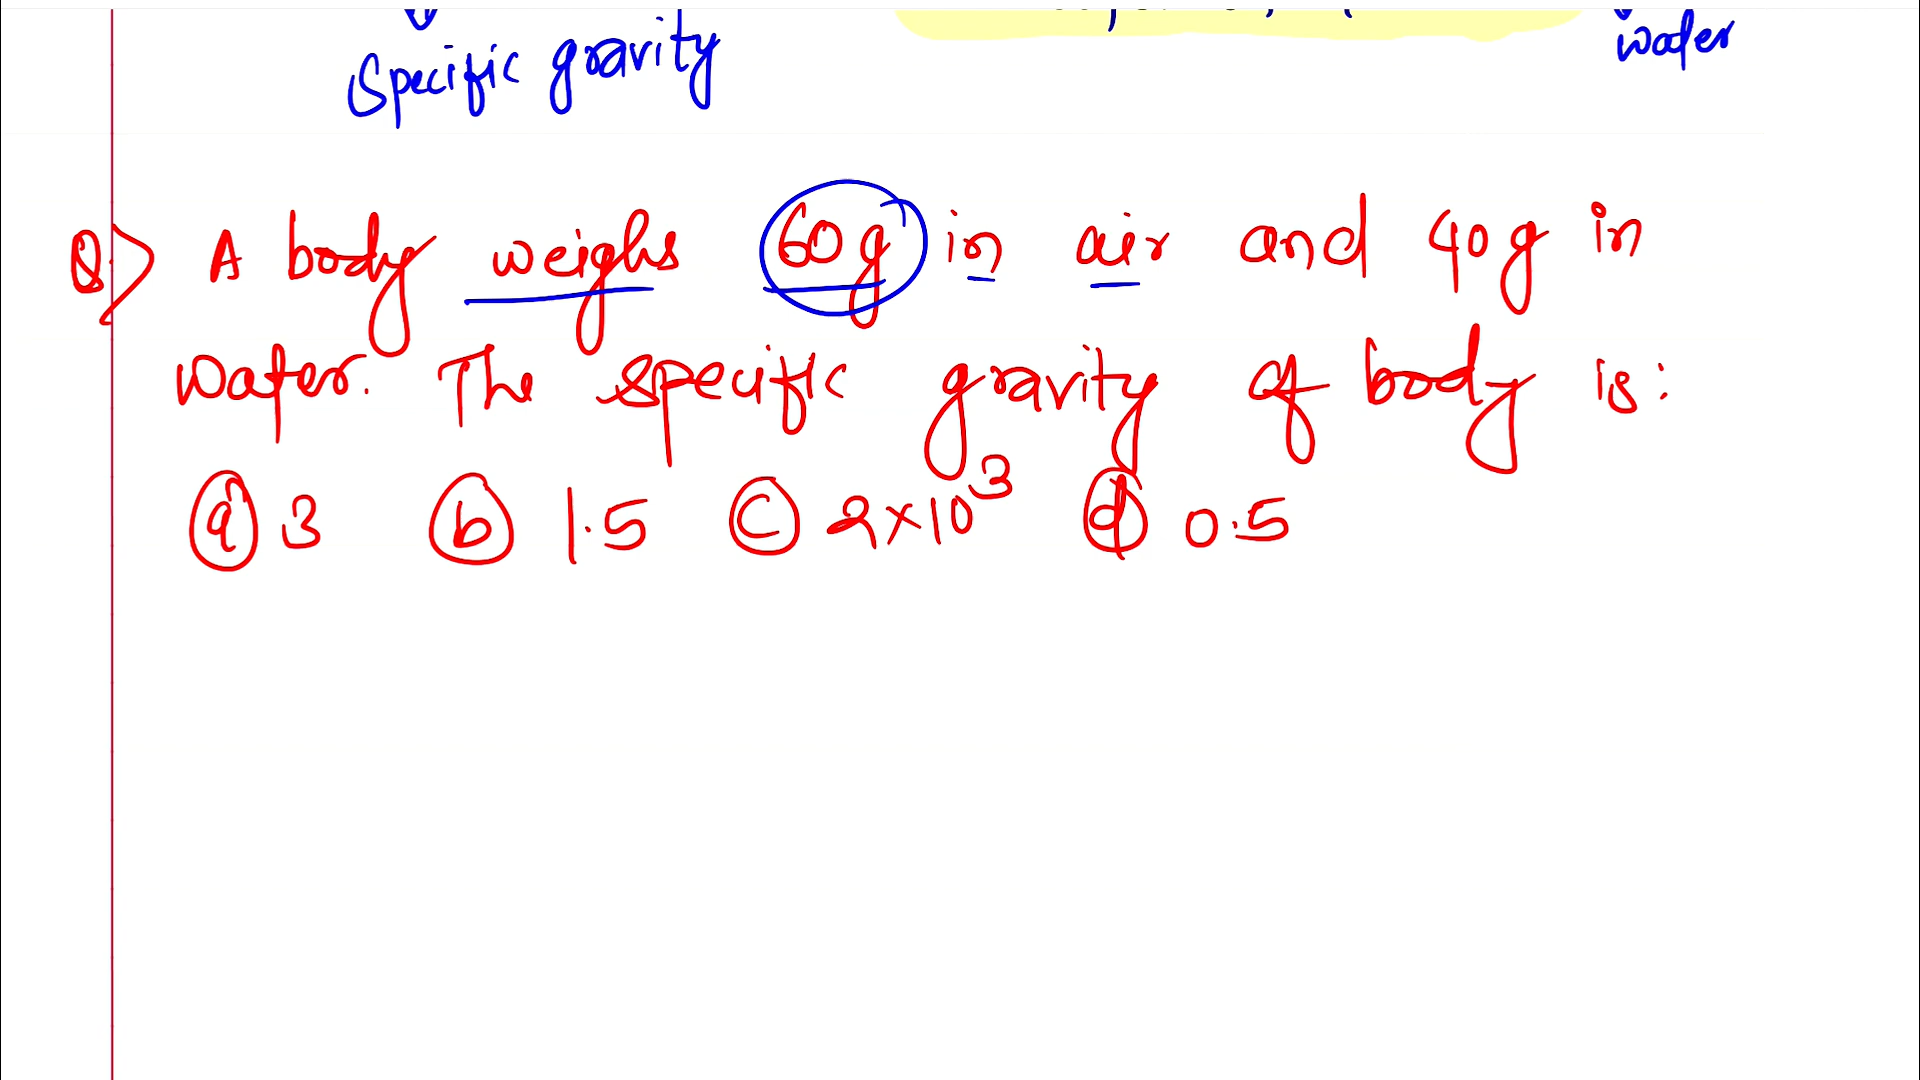 Specific gravity water
Q> A body weighs 60g in air and 40g in
water. The specific gravity of body is:
(a) 3 (b) 1.5 (c) 2×10³ (d) 0.5